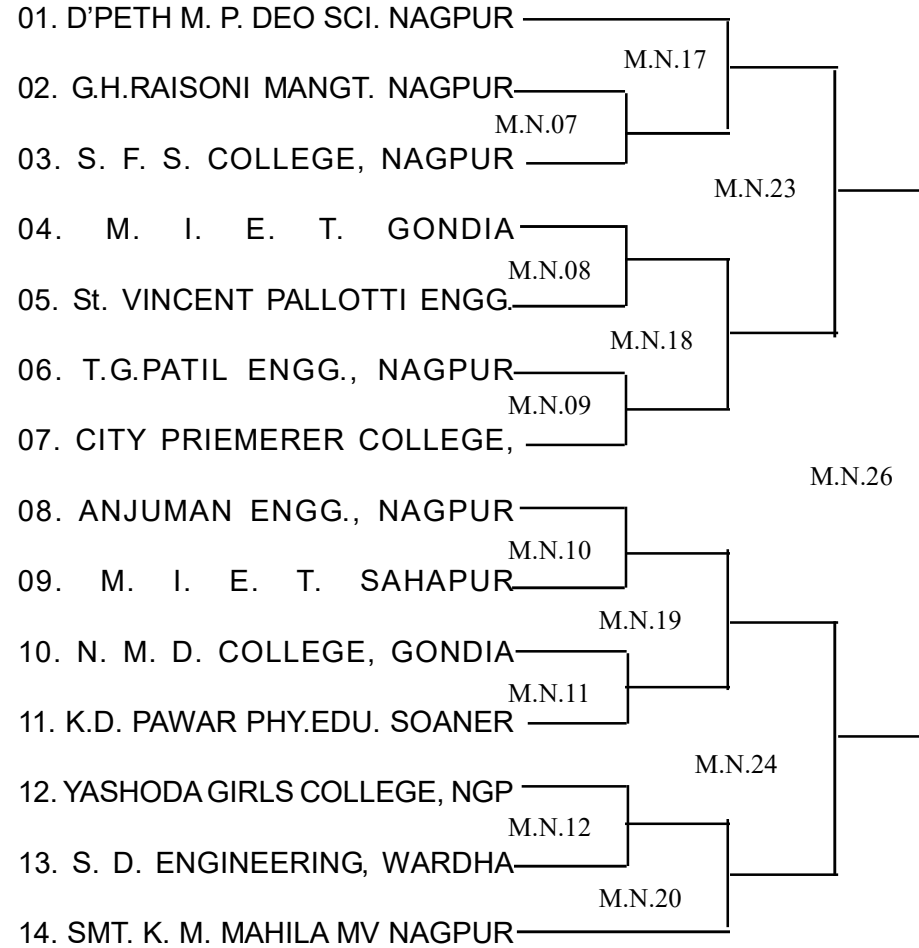 01. D'PETH M. P. DEO SCI. NAGPUR
M.N.17
02. G.H.RAISONI MANGT. NAGPUR
M.N.07
03. S. F. S. COLLEGE, NAGPUR
M.N.23
04. M. I. E. T. GONDIA
M.N.08
05. St. VINCENT PALLOTTI ENGG.
M.N.18
06. T.G.PATIL ENGG., NAGPUR
M.N.09
07. CITY PRIEMERER COLLEGE,
M.N.26
08. ANJUMAN ENGG., NAGPUR
M.N.10
09. M. I. E. T. SAHAPUR
M.N.19
10. N. M. D. COLLEGE, GONDIA
M.N.11
11. K.D. PAWAR PHY.EDU. SOANER
M.N.24
12. YASHODA GIRLS COLLEGE, NGP
M.N.12
13. S. D. ENGINEERING, WARDHA
M.N.20
14. SMT. K. M. MAHILA MV NAGPUR